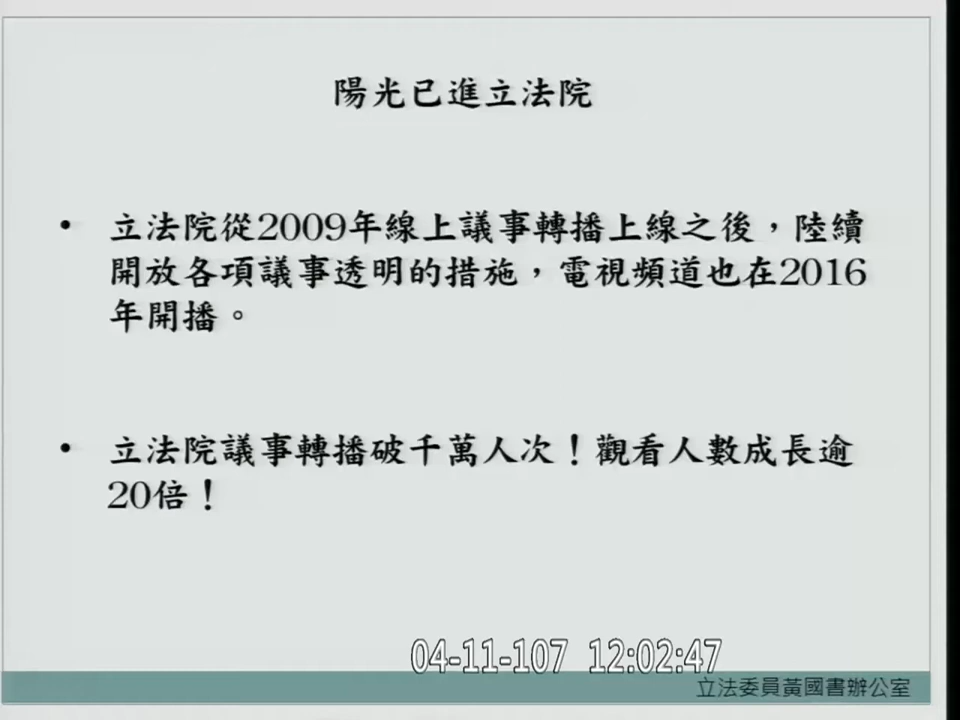 陽光已進立法院
• 立法院從2009年線上議事轉播上線之後，陸續
開放各項議事透明的措施，電視頻道也在2016
年開播。
• 立法院議事轉播破千萬人次！觀看人數成長逾
20倍！
04-11-107 12:02:47
立法委員黃國書辦公室